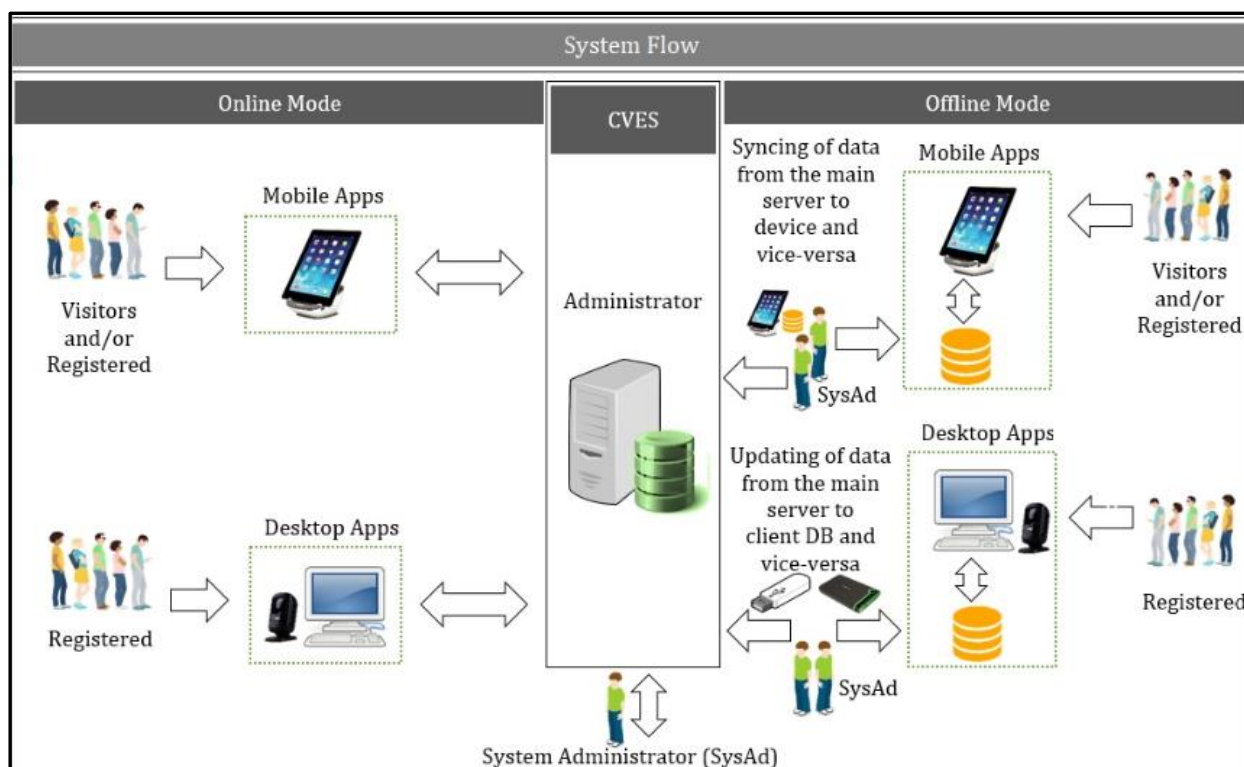 System Flow
Online Mode
CVES
Offline Mode
Mobile Apps
Visitors
and/or
Registered
Desktop Apps
Registered
Administrator
Syncing of data
from the main
server to
device and
vice-versa
SysAd
Mobile Apps
Visitors
and/or
Registered
Updating of data
from the main
server to
client DB and
vice-versa
SysAd
Desktop Apps
Registered
System Administrator (SysAd)